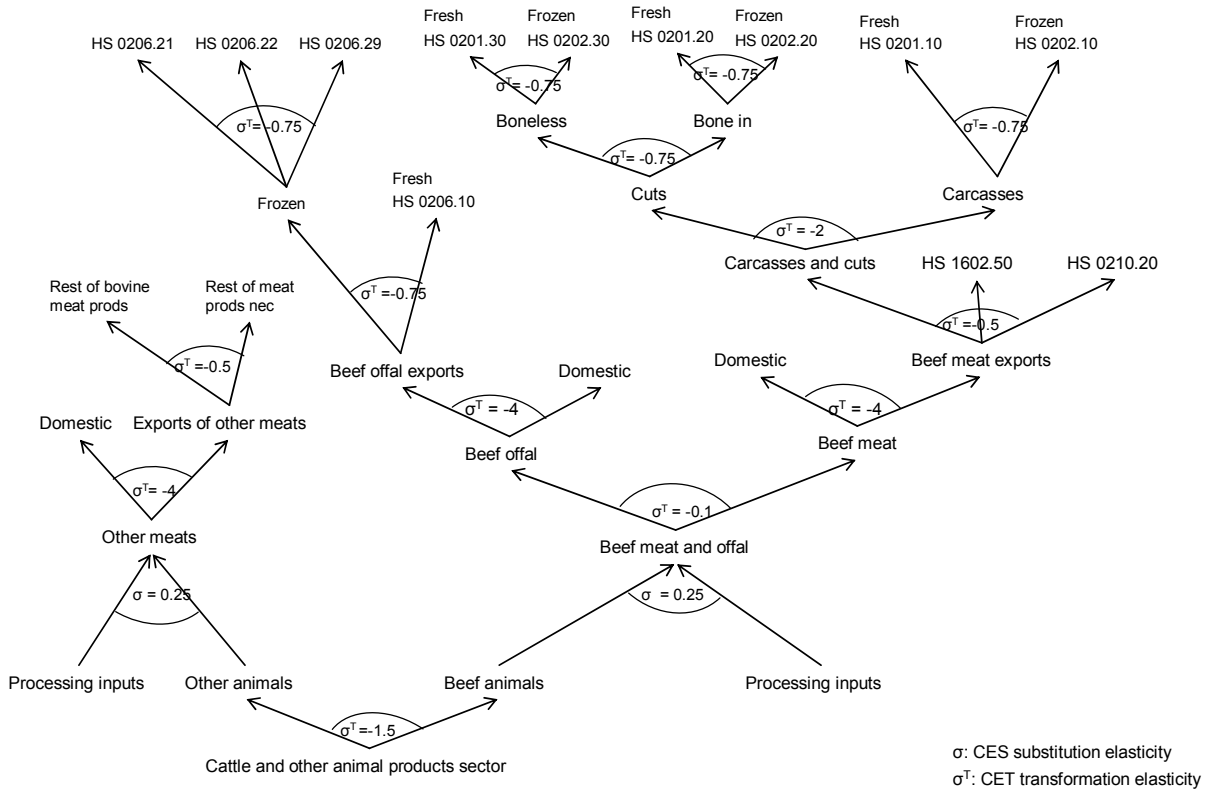 Fresh
HS 0201.30
Frozen
HS 0202.30
Fresh
HS 0201.20
Frozen
HS 0202.20
Fresh
HS 0201.10
Frozen
HS 0202.10
HS 0206.21
HS 0206.22
HS 0206.29
σᵀ= -0.75
σᵀ= -0.75
σᵀ= -0.75
σᵀ= -0.75
Boneless
Bone in
σᵀ= -0.75
Frozen
Fresh
HS 0206.10
Cuts
Carcasses
σᵀ = -2
Carcasses and cuts
HS 1602.50
HS 0210.20
Rest of bovine
meat prods
Rest of meat
prods nec
σᵀ =-0.75
σᵀ=-0.5
σᵀ =-0.5
Beef offal exports
Domestic
Domestic
Beef meat exports
σᵀ = -4
σᵀ = -4
Domestic
Exports of other meats
Beef offal
Beef meat
σᵀ= -4
σᵀ = -0.1
Other meats
Beef meat and offal
σ = 0.25
σ = 0.25
Processing inputs
Other animals
Beef animals
Processing inputs
σᵀ=-1.5
Cattle and other animal products sector
σ: CES substitution elasticity
σᵀ: CET transformation elasticity